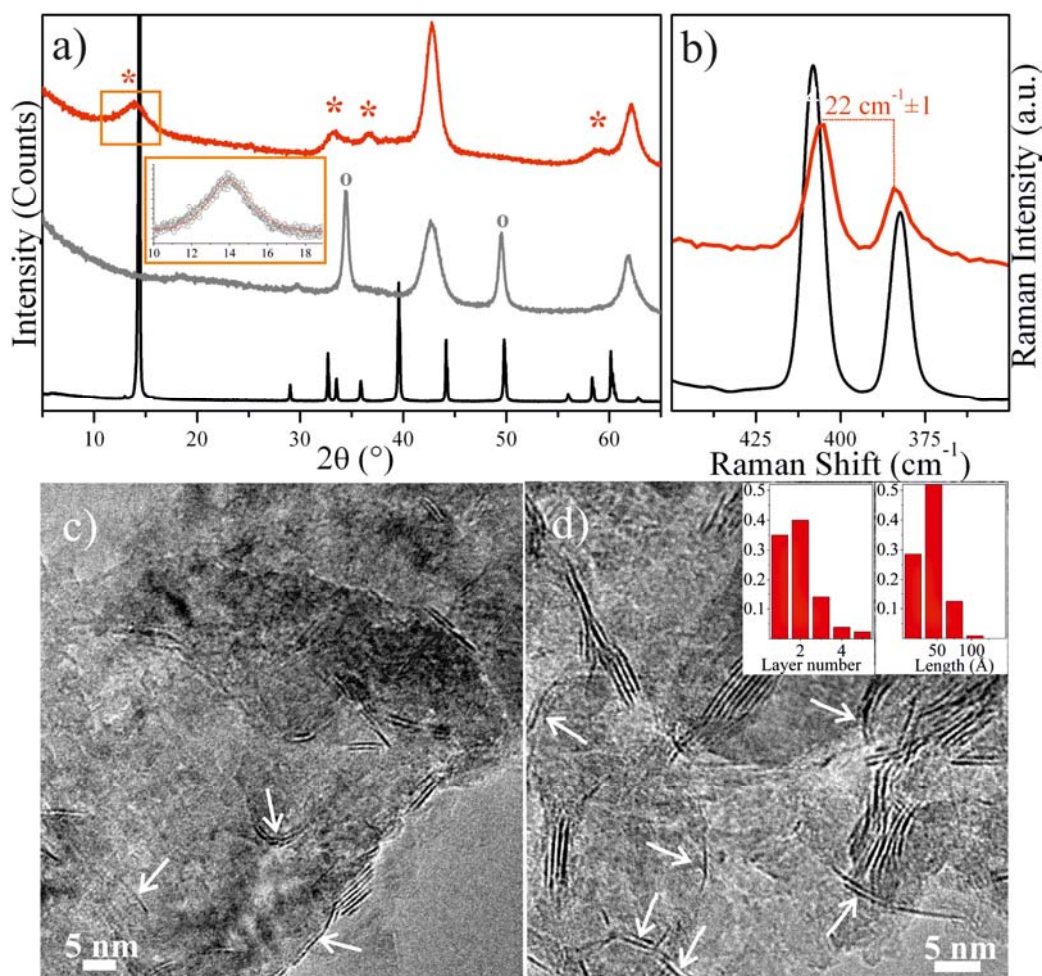 a)
*
*
*
*
o
o
10 12 14 16 18
Intensity (Counts)
10 20 30 40 50 60
2θ (°)
b)
22 cm⁻¹±1
Raman Intensity (a.u.)
425 400 375
Raman Shift (cm⁻¹)
c)
5 nm
d)
0.5
0.4
0.3
0.2
0.1
2 4
Layer number
0.5
0.4
0.3
0.2
0.1
50 100
Length (Å)
5 nm